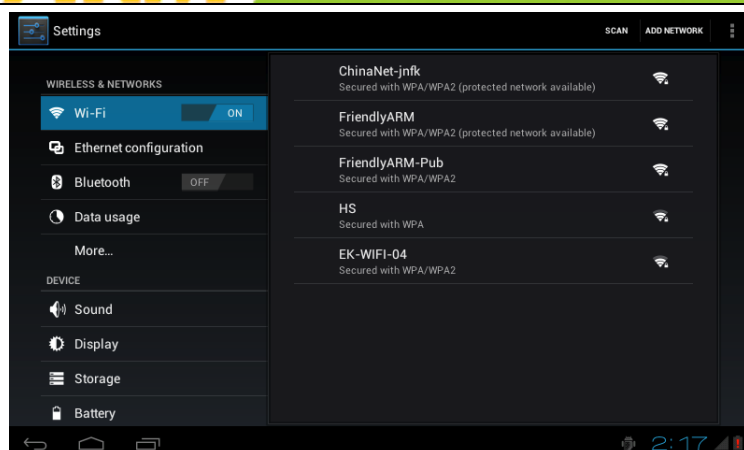 Settings
SCAN
ADD NETWORK
WIRELESS & NETWORKS
Wi-Fi
ON
Ethernet configuration
Bluetooth
OFF
Data usage
More...
DEVICE
Sound
Display
Storage
Battery
ChinaNet-jnfk
Secured with WPA/WPA2 (protected network available)
FriendlyARM
Secured with WPA/WPA2 (protected network available)
FriendlyARM-Pub
Secured with WPA/WPA2
HS
Secured with WPA
EK-WIFI-04
Secured with WPA/WPA2
2:17